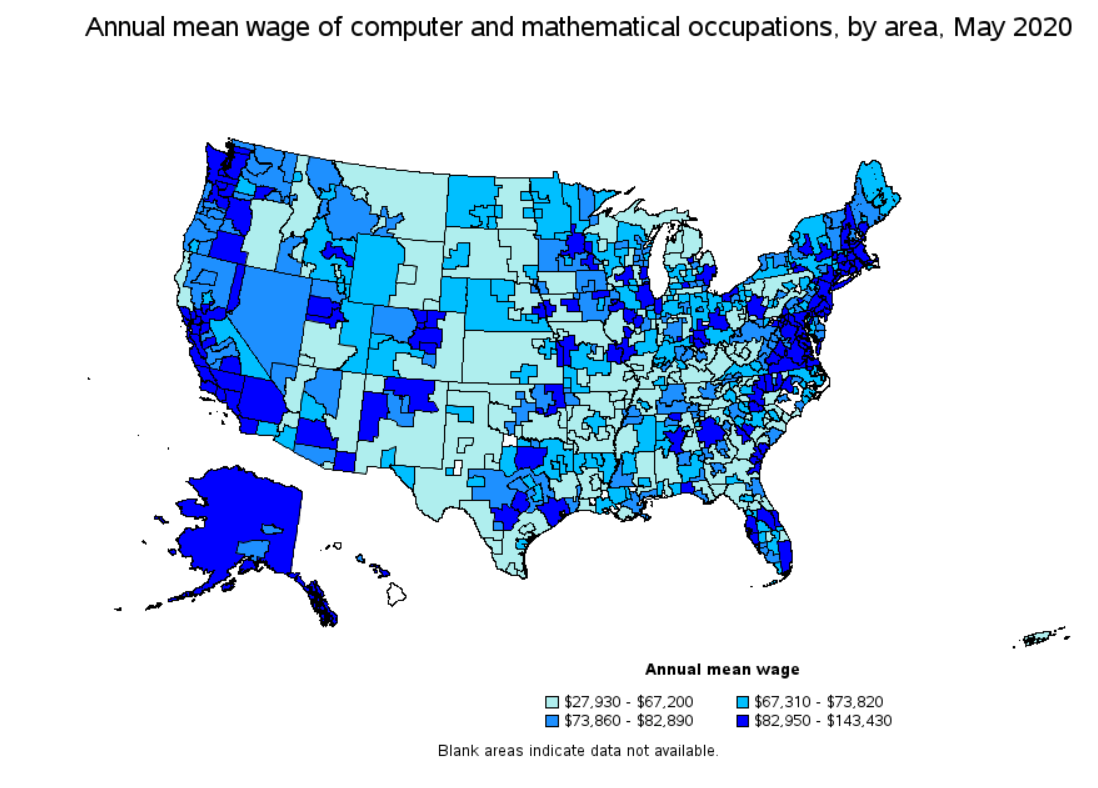 Annual mean wage of computer and mathematical occupations, by area, May 2020
Annual mean wage
$27,930 - $67,200 $67,310 - $73,820
$73,860 - $82,890 $82,950 - $143,430
Blank areas indicate data not available.